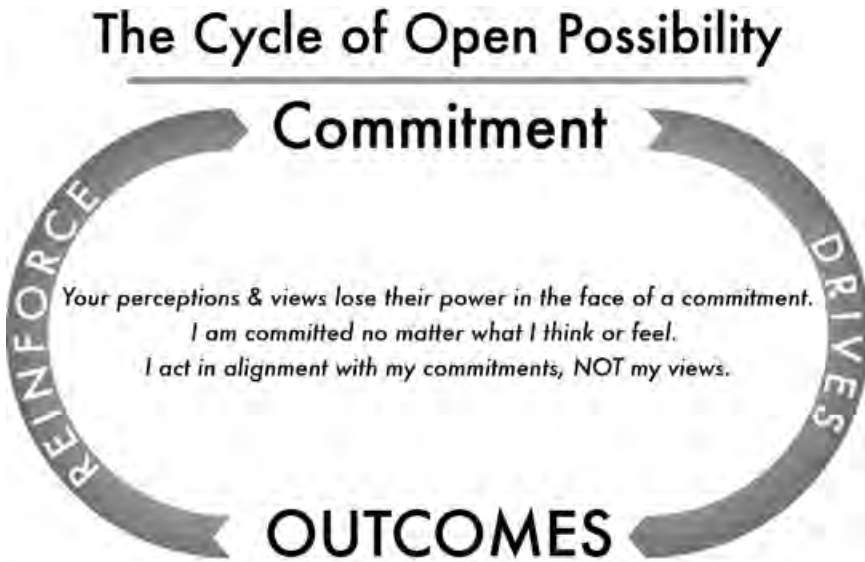 The Cycle of Open Possibility
Commitment
REINFORCE
DRIVES
Your perceptions & views lose their power in the face of a commitment.
I am committed no matter what I think or feel.
I act in alignment with my commitments, NOT my views.
OUTCOMES